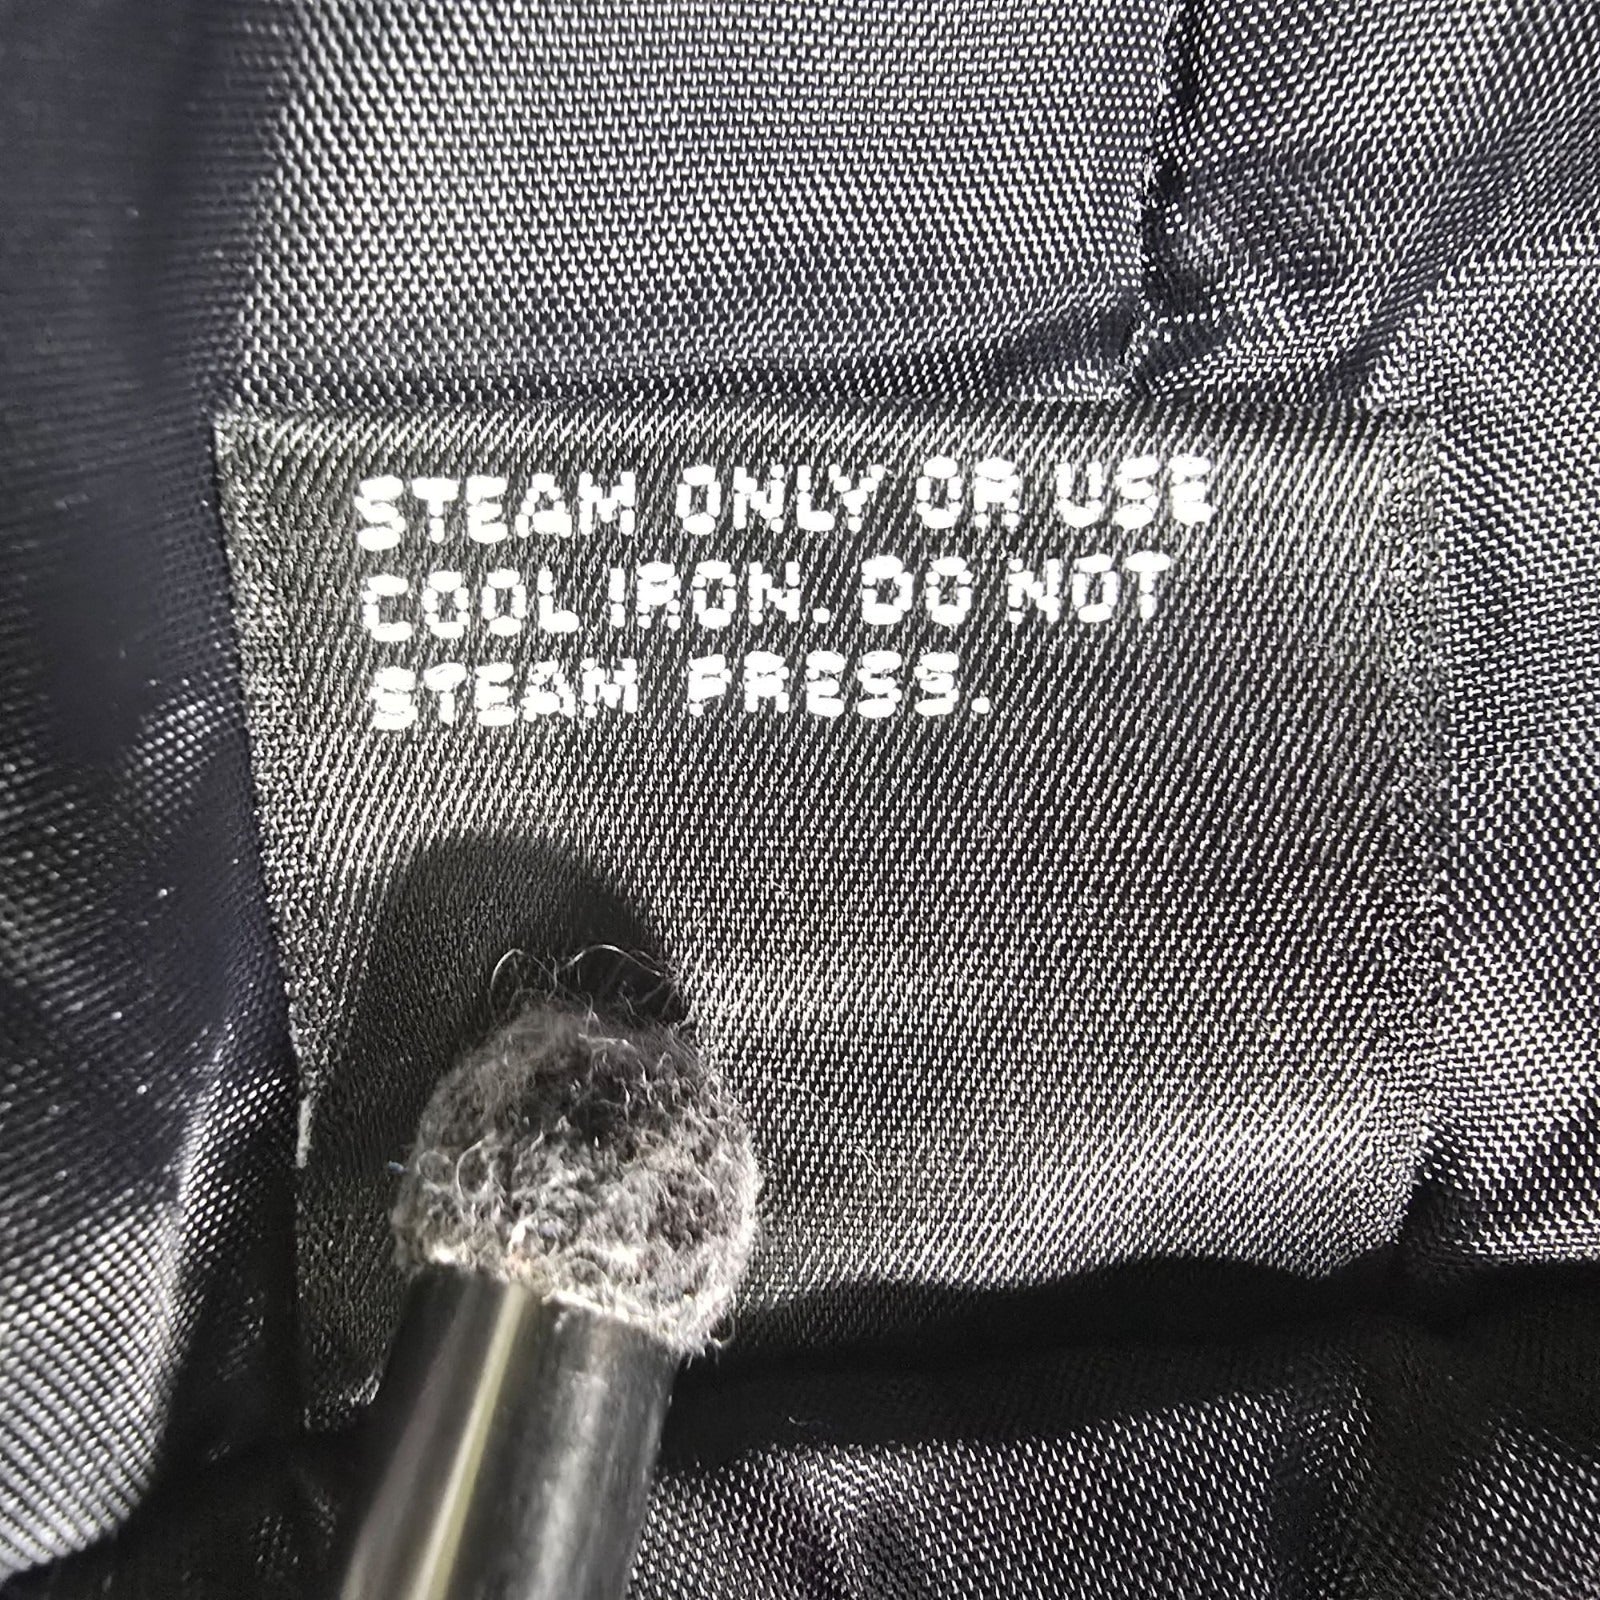 STEAM ONLY OR USE
COOL IRON. DO NOT
STEAM PRESS.